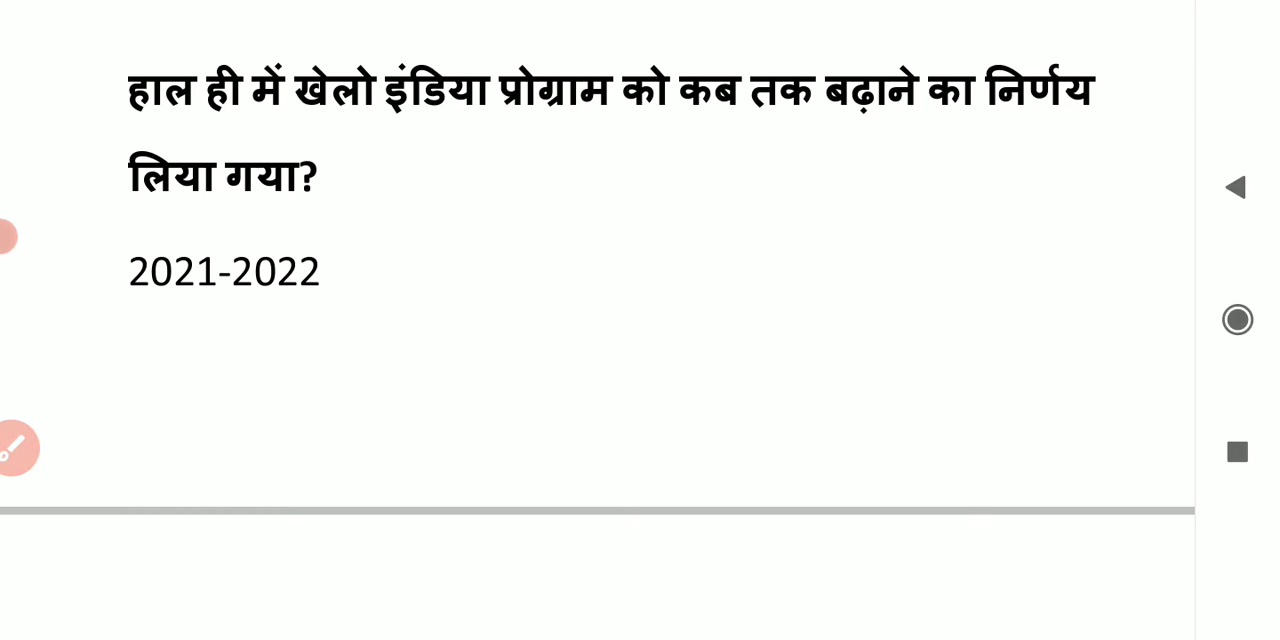 हाल ही में खेलो इंडिया प्रोग्राम को कब तक बढ़ाने का निर्णय
लिया गया?
2021-2022